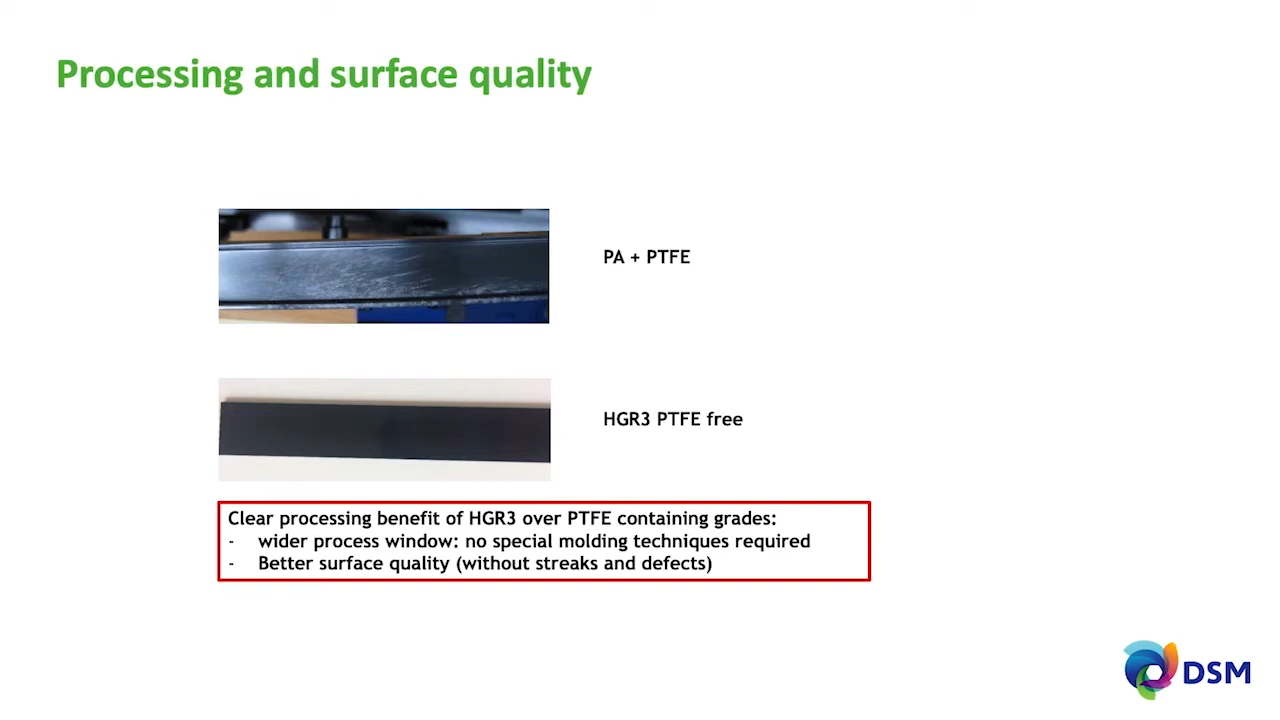 Processing and surface quality
PA + PTFE
HGR3 PTFE free
Clear processing benefit of HGR3 over PTFE containing grades:
- wider process window: no special molding techniques required
- Better surface quality (without streaks and defects)
DSM